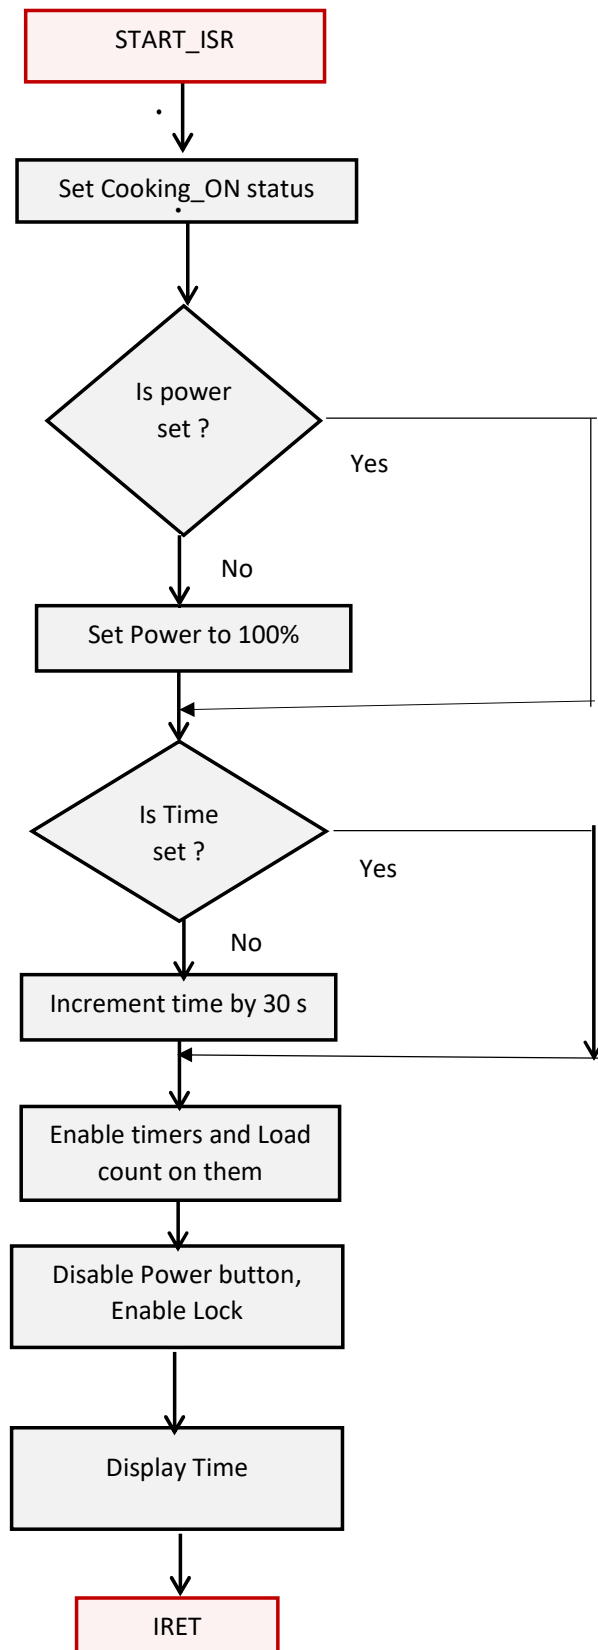 START_ISR
Set Cooking_ON status
Is power
set ?
Yes
No
Set Power to 100%
Is Time
set ?
Yes
No
Increment time by 30 s
Enable timers and Load
count on them
Disable Power button,
Enable Lock
Display Time
IRET